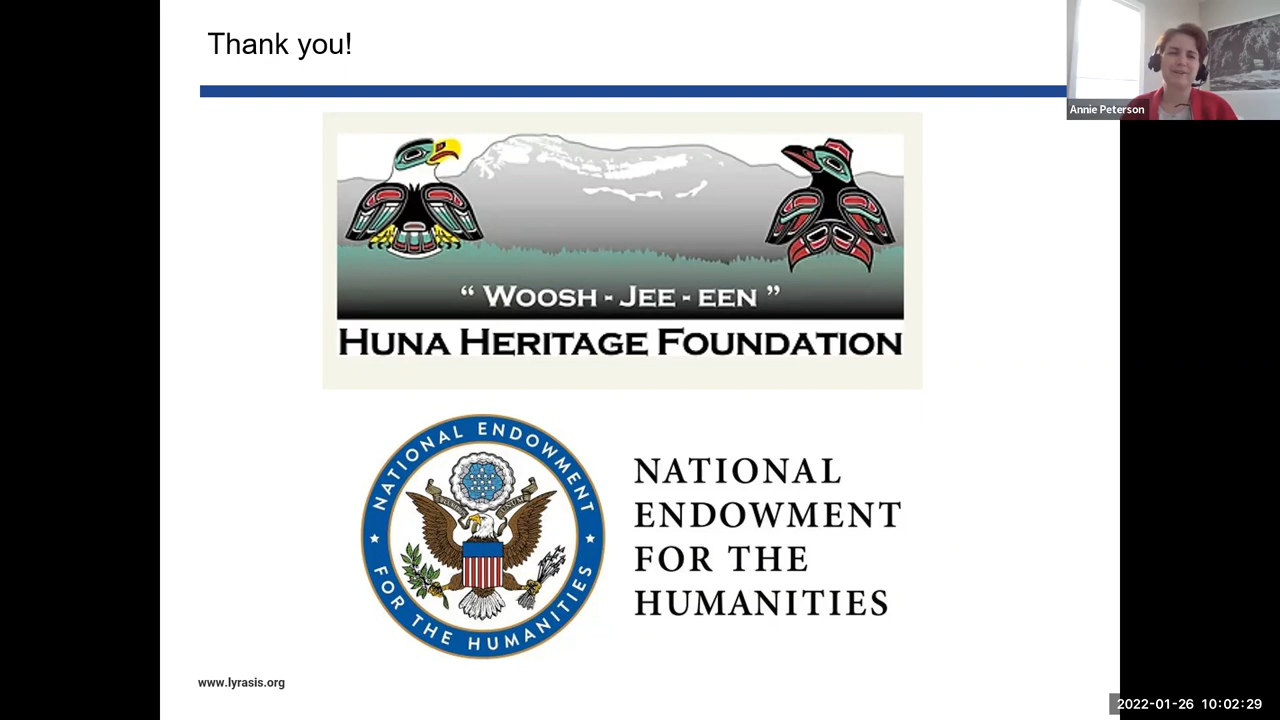 Thank you!
Annie Peterson
“ WOOSH - JEE - EEN ”
HUNA HERITAGE FOUNDATION
NATIONAL ENDOWMENT
FOR THE HUMANITIES
NATIONAL
ENDOWMENT
FOR THE
HUMANITIES
www.lyrasis.org
2022-01-26 10:02:29